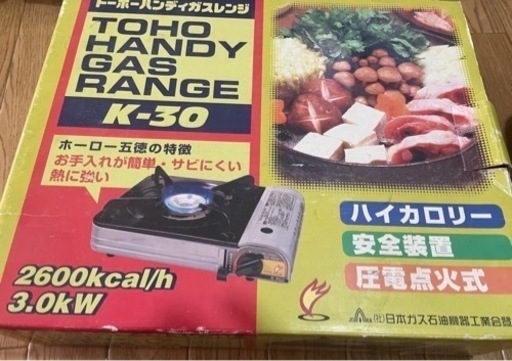 トーホーハンディガスレンジ
TOHO
HANDY
GAS
RANGE
K-30
ホーロー五徳の特徴
お手入れが簡単・サビにくい
熱に強い
ハイカロリー
安全装置
圧電点火式
2600kcal/h
3.0kW
(社)日本ガス石油機器工業会